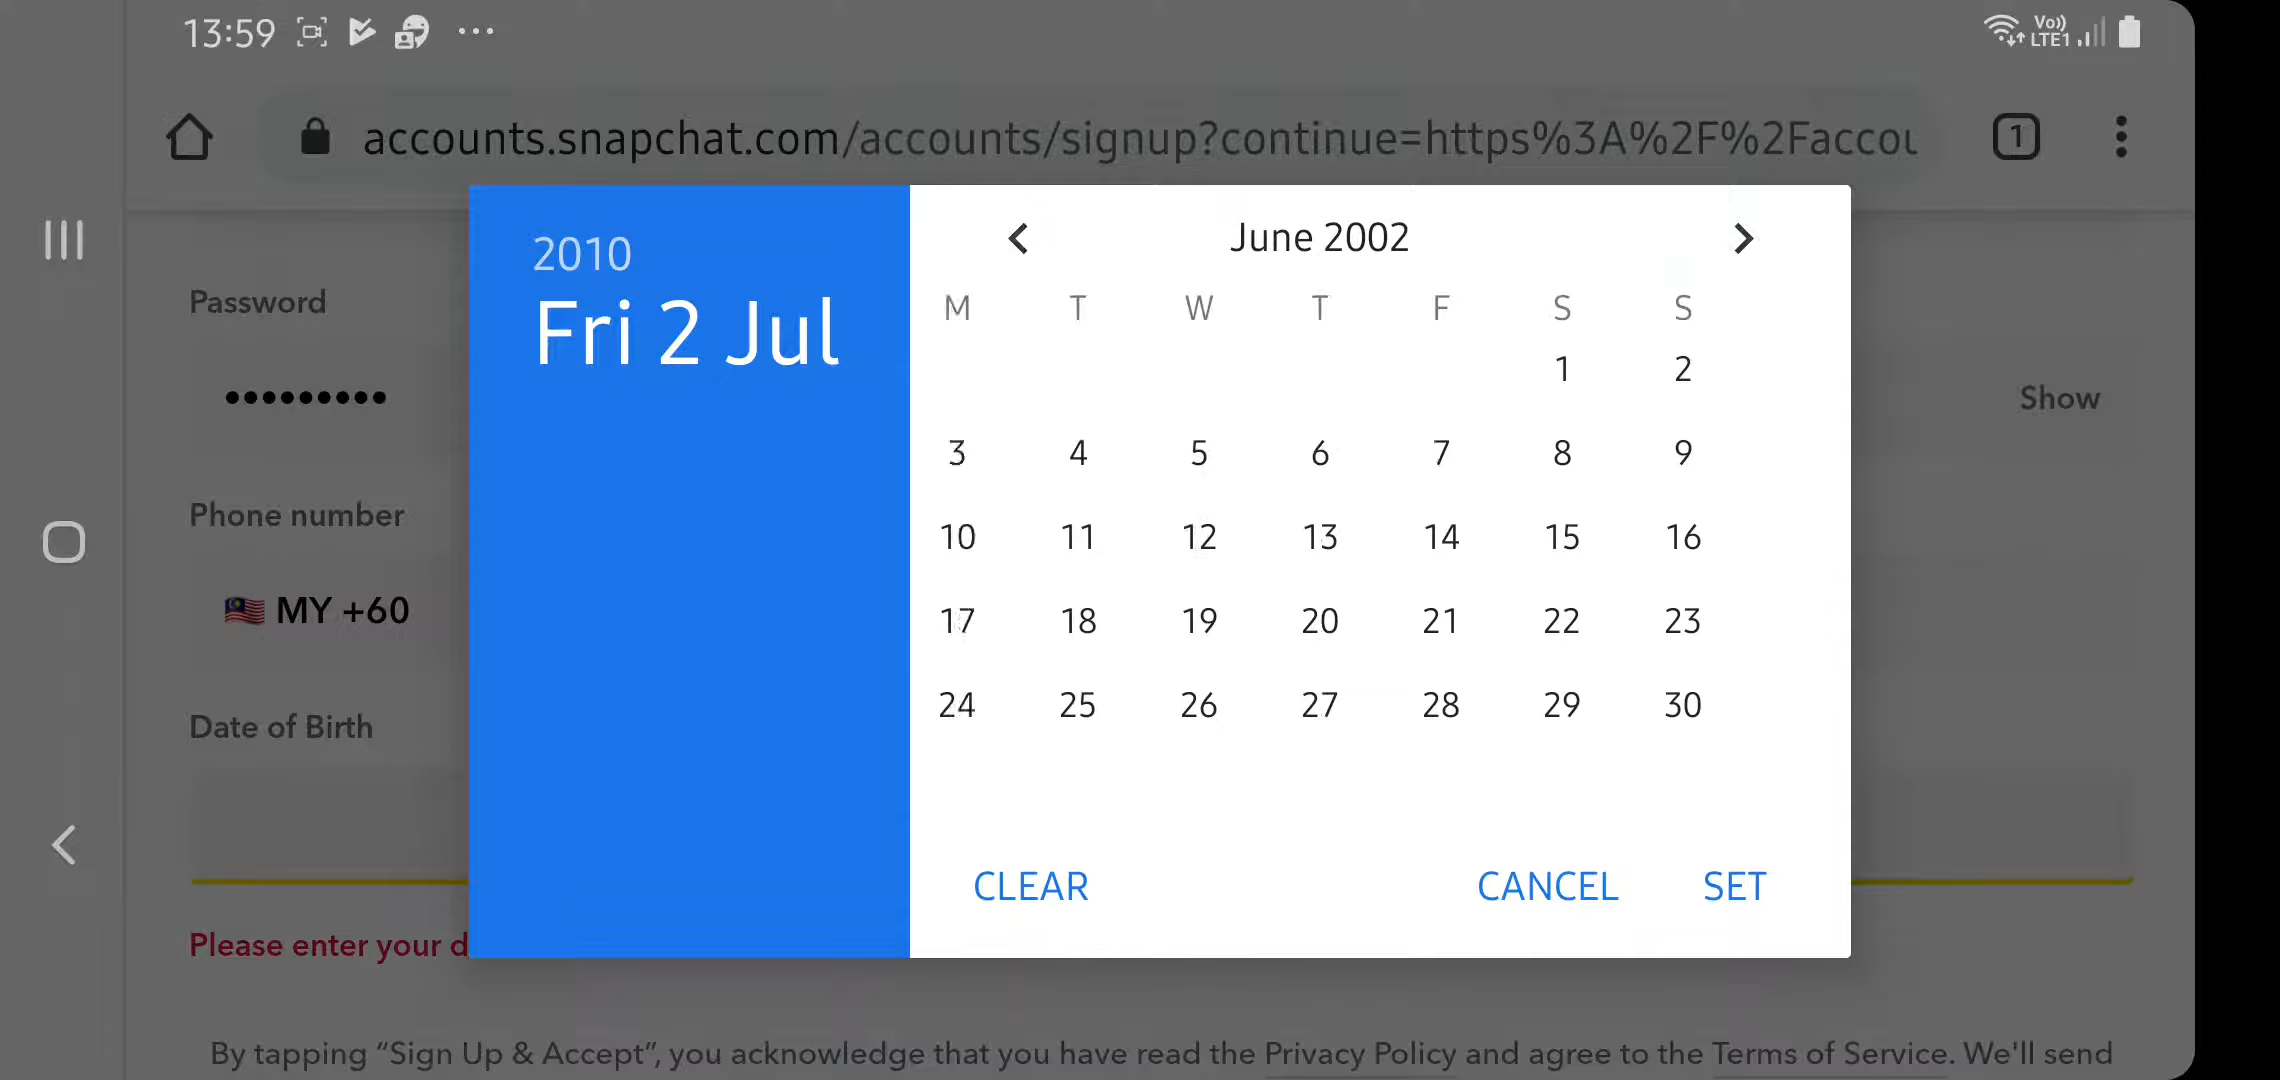 13:59
Vo)) LTE1
accounts.snapchat.com/accounts/signup?continue=https%3A%2F%2Faccou
1
Password
•••••••••
Show
Phone number
MY +60
Date of Birth
Please enter your d
2010
Fri 2 Jul
June 2002
M T W T F S S
1 2
3 4 5 6 7 8 9
10 11 12 13 14 15 16
17 18 19 20 21 22 23
24 25 26 27 28 29 30
CLEAR CANCEL SET
By tapping “Sign Up & Accept”, you acknowledge that you have read the Privacy Policy and agree to the Terms of Service. We'll send